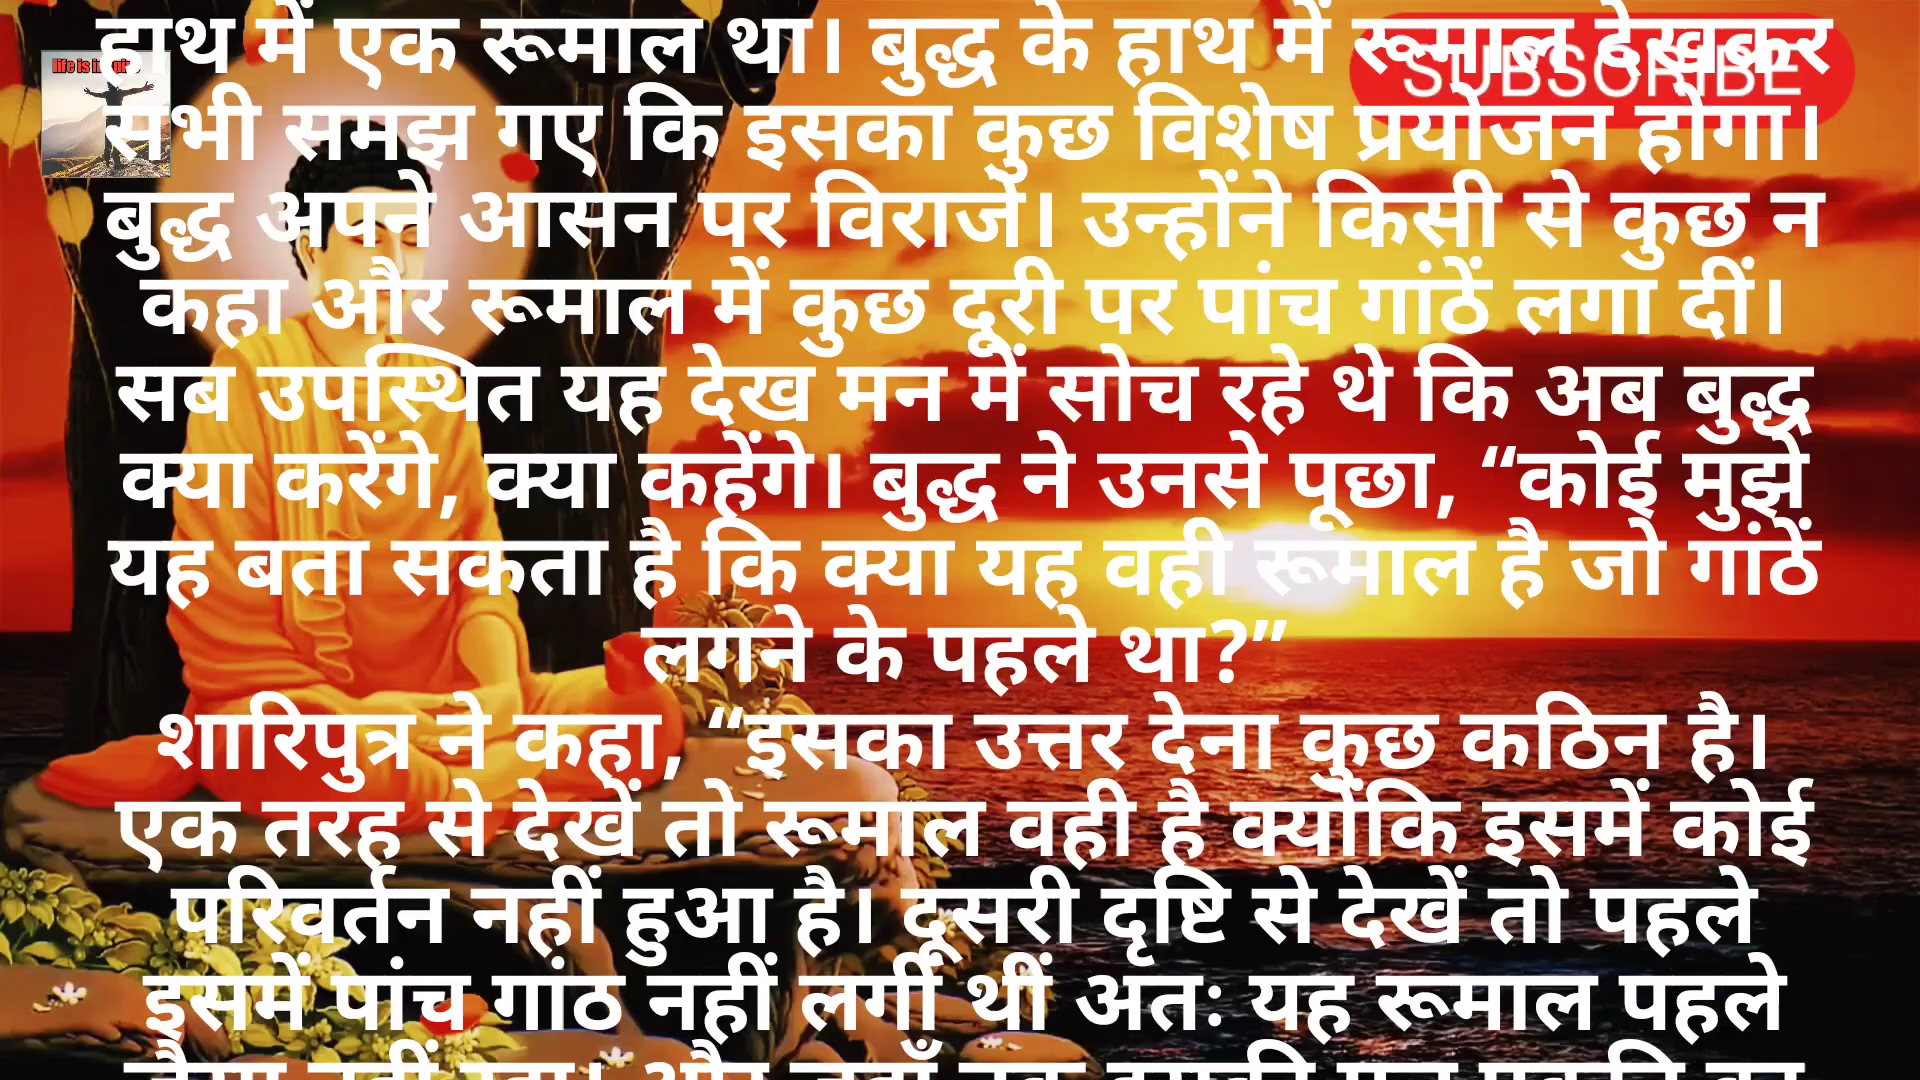 हाथ में एक रूमाल था। बुद्ध के हाथ में रूमाल देखकर
SUBSCRIBE
life is
सभी समझ गए कि इसका कुछ विशेष प्रयोजन होगा।
बुद्ध अपने आसन पर विराजे। उन्होंने किसी से कुछ न
कहा और रूमाल में कुछ दूरी पर पांच गांठें लगा दीं।
सब उपस्थित यह देख मन में सोच रहे थे कि अब बुद्ध
क्या करेंगे, क्या कहेंगे। बुद्ध ने उनसे पूछा, “कोई मुझे
यह बता सकता है कि क्या यह वही रूमाल है जो गांठें
लगने के पहले था?”
शारिपुत्र ने कहा, “इसका उत्तर देना कुछ कठिन है।
एक तरह से देखें तो रूमाल वही है क्योंकि इसमें कोई
परिवर्तन नहीं हुआ है। दूसरी दृष्टि से देखें तो पहले
इसमें पांच गांठ नहीं लगीं थीं अतः यह रूमाल पहले